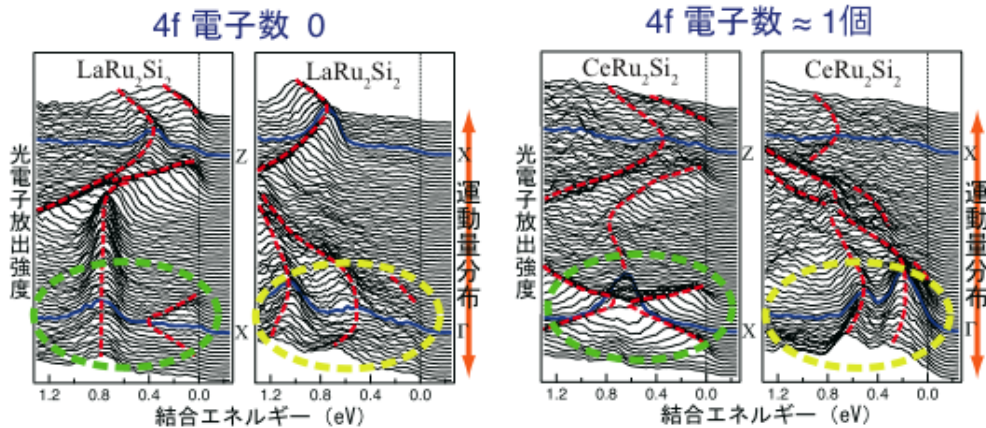 4f 電子数 0
4f 電子数 ≈ 1個
LaRu₂Si₂
LaRu₂Si₂
CeRu₂Si₂
CeRu₂Si₂
光電子放出強度
Z
X
X
Γ
運動量分布
光電子放出強度
Z
X
X
Γ
運動量分布
1.2 0.8 0.4 0.0
1.2 0.8 0.4 0.0
1.2 0.8 0.4 0.0
1.2 0.8 0.4 0.0
結合エネルギー (eV)
結合エネルギー (eV)